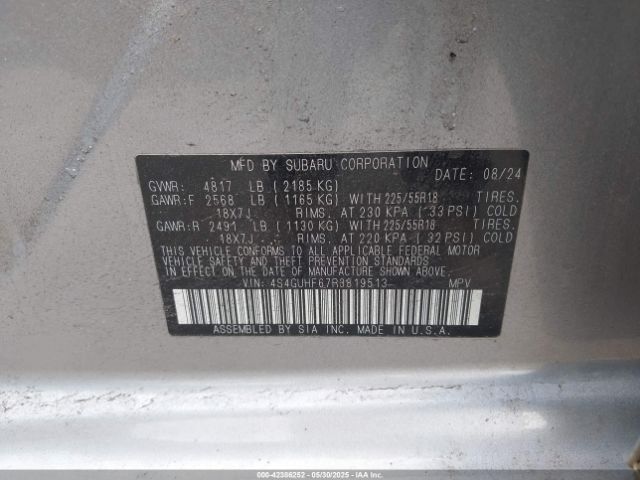 MFD BY SUBARU CORPORATION DATE: 08/24
GVWR: 4817 LB ( 2185 KG)
GAWR:F 2568 LB ( 1165 KG) WITH 225/55R18 TIRES.
18X7J RIMS. AT 230 KPA ( 33 PSI) COLD
GAWR:R 2491 LB ( 1130 KG) WITH 225/55R18 TIRES.
18X7J RIMS. AT 220 KPA ( 32 PSI) COLD
THIS VEHICLE CONFORMS TO ALL APPLICABLE FEDERAL MOTOR
VEHICLE SAFETY AND THEFT PREVENTION STANDARDS IN
EFFECT ON THE DATE OF MANUFACTURE SHOWN ABOVE.
VIN: 4S4GUHF67R3819513 MPV
ASSEMBLED BY SIA INC. MADE IN U.S.A.
000-42386252 - 05/30/2025 - IAAI.COM